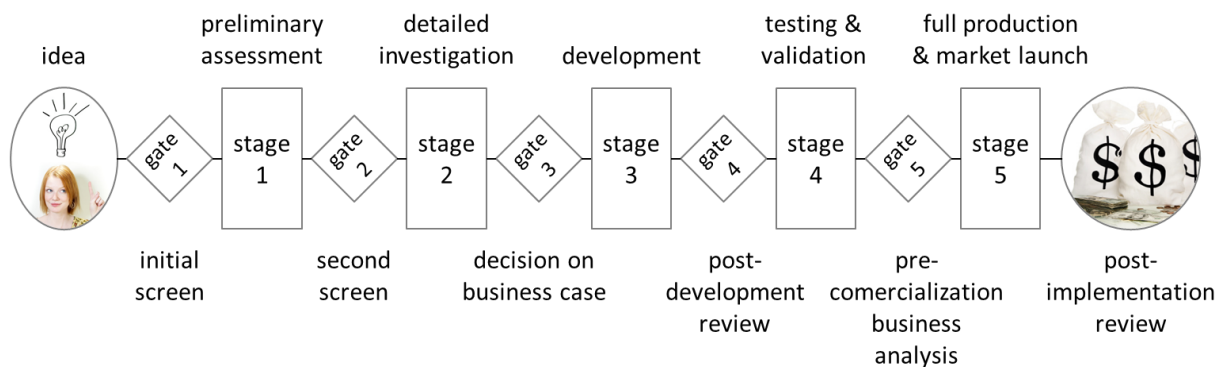 idea
preliminary
assessment
detailed
investigation
development
testing &
validation
full production
& market launch
gate
1
stage
1
gate
2
stage
2
gate
3
stage
3
gate
4
stage
4
gate
5
stage
5
$
$
$
initial
screen
second
screen
decision on
business case
post-
development
review
pre-
comercialization
business
analysis
post-
implementation
review